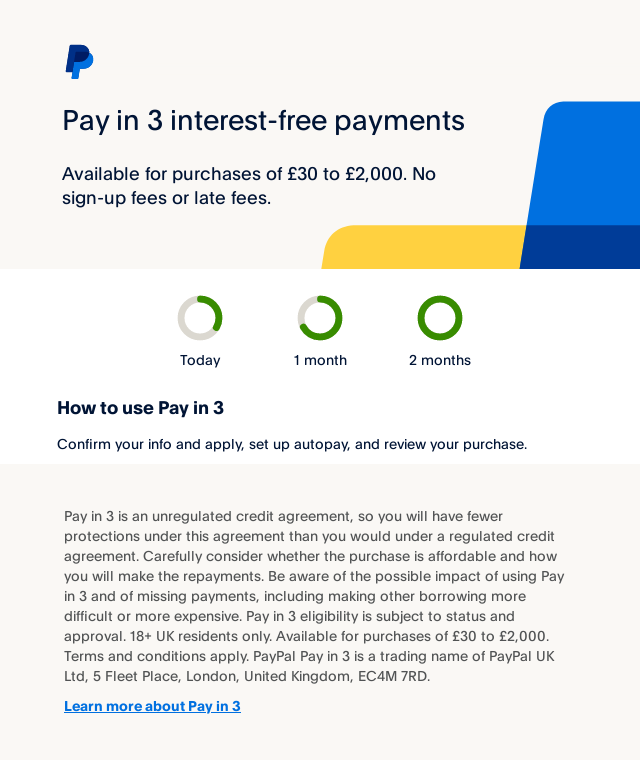 Pay in 3 interest-free payments
Available for purchases of £30 to £2,000. No
sign-up fees or late fees.
Today
1 month
2 months
How to use Pay in 3
Confirm your info and apply, set up autopay, and review your purchase.
Pay in 3 is an unregulated credit agreement, so you will have fewer
protections under this agreement than you would under a regulated credit
agreement. Carefully consider whether the purchase is affordable and how
you will make the repayments. Be aware of the possible impact of using Pay
in 3 and of missing payments, including making other borrowing more
difficult or more expensive. Pay in 3 eligibility is subject to status and
approval. 18+ UK residents only. Available for purchases of £30 to £2,000.
Terms and conditions apply. PayPal Pay in 3 is a trading name of PayPal UK
Ltd, 5 Fleet Place, London, United Kingdom, EC4M 7RD.
Learn more about Pay in 3